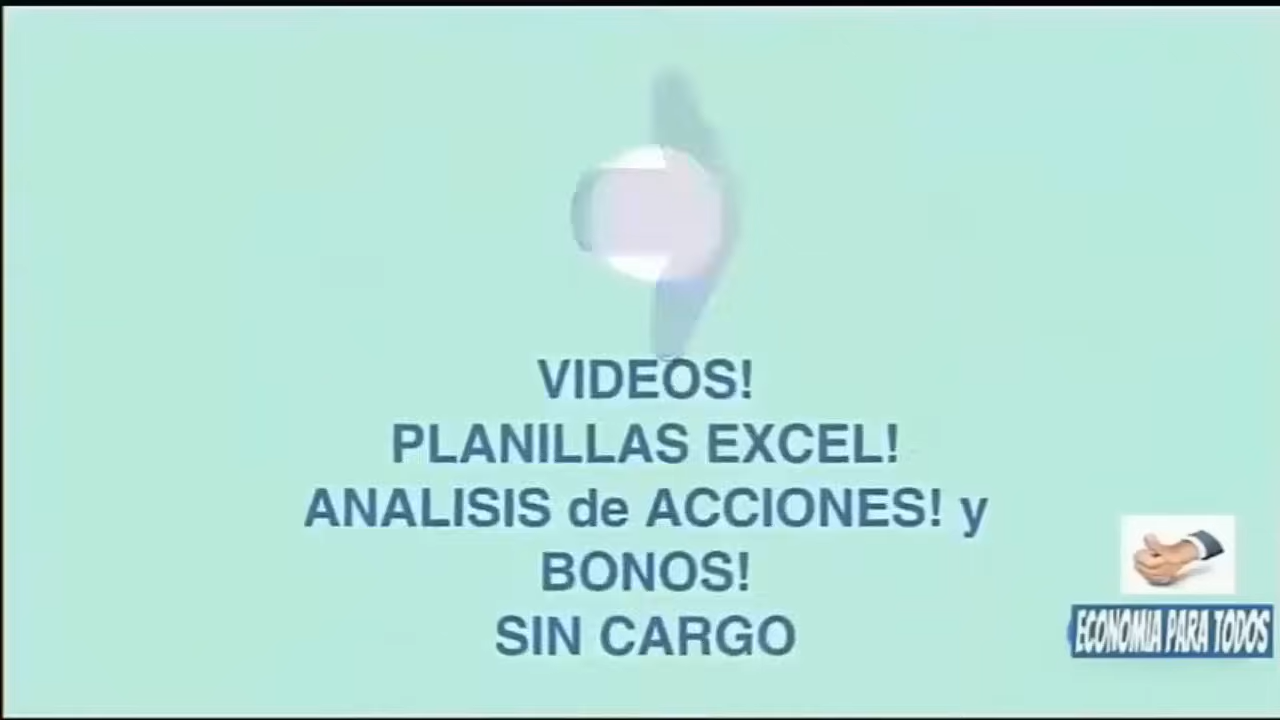 VIDEOS!
PLANILLAS EXCEL!
ANALISIS de ACCIONES! y
BONOS!
SIN CARGO
ECONOMIA PARA TODOS